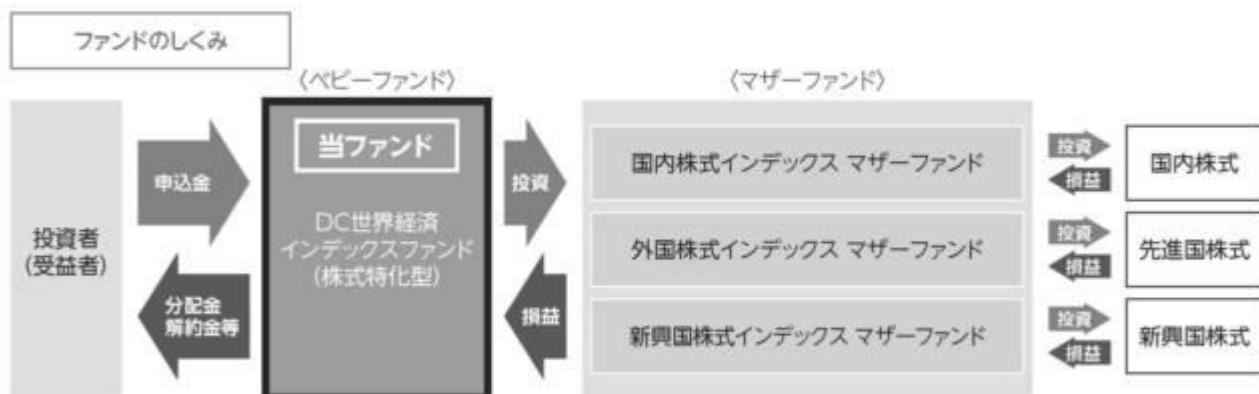 ファンドのしくみ
〈ベビーファンド〉
〈マザーファンド〉
投資者
(受益者)
申込金
分配金
解約金等
当ファンド
DC世界経済
インデックスファンド
(株式特化型)
投資
損益
国内株式インデックス マザーファンド
投資
損益
国内株式
外国株式インデックス マザーファンド
投資
損益
先進国株式
新興国株式インデックス マザーファンド
投資
損益
新興国株式